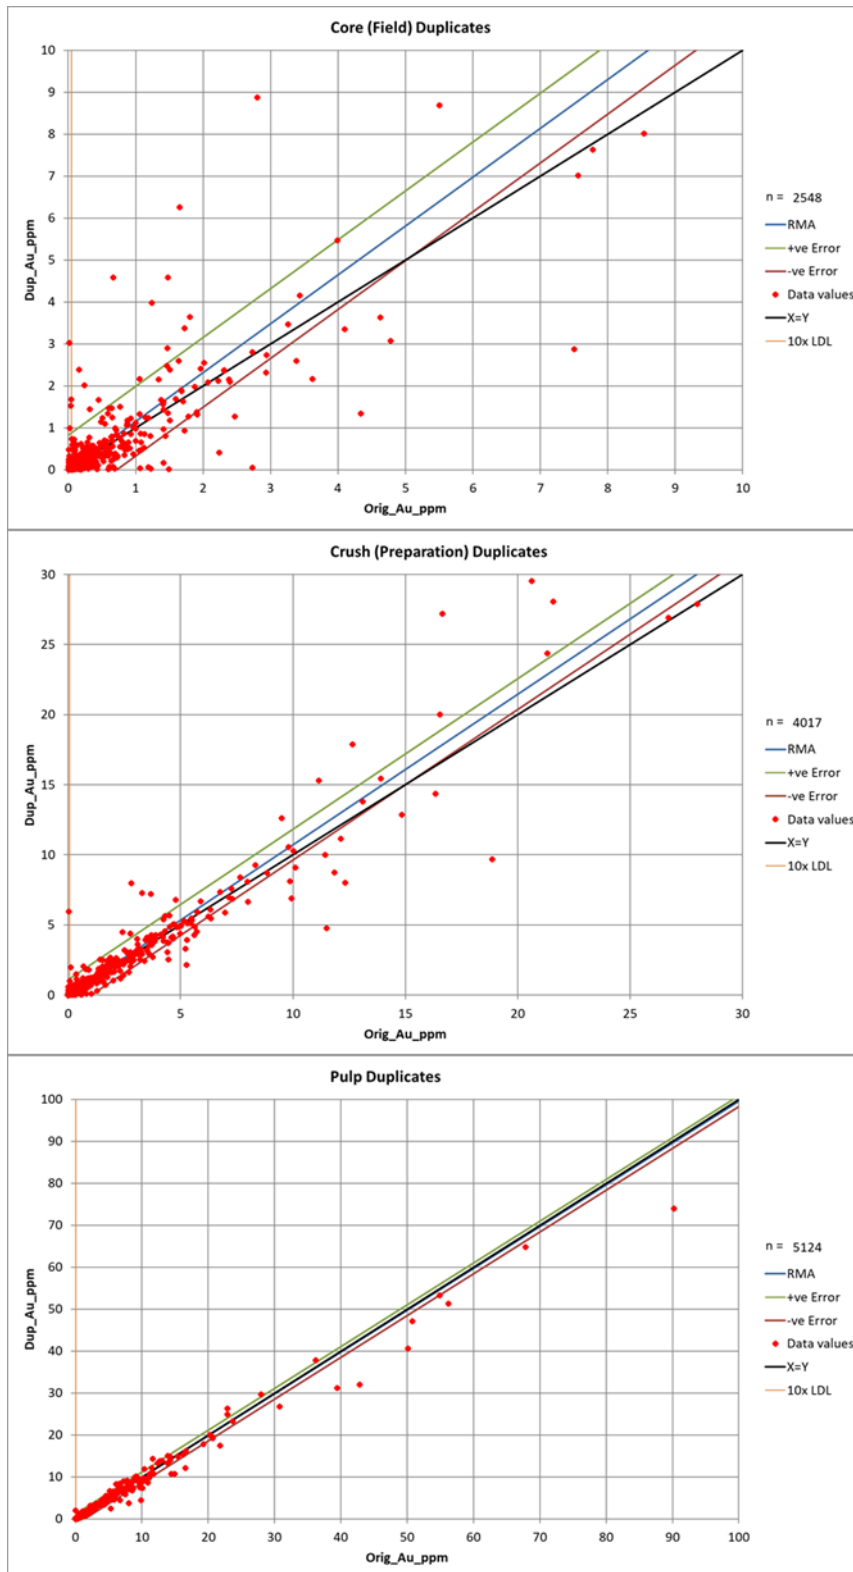 Core (Field) Duplicates
10
9
8
7
6
5
4
3
2
1
0
Dup_Au_ppm
0 1 2 3 4 5 6 7 8 9 10
Orig_Au_ppm
n = 2548
RMA
+ve Error
-ve Error
Data values
X=Y
10x LDL
Crush (Preparation) Duplicates
30
25
20
15
10
5
0
Dup_Au_ppm
0 5 10 15 20 25 30
Orig_Au_ppm
n = 4017
RMA
+ve Error
-ve Error
Data values
X=Y
10x LDL
Pulp Duplicates
100
90
80
70
60
50
40
30
20
10
0
Dup_Au_ppm
0 10 20 30 40 50 60 70 80 90 100
Orig_Au_ppm
n = 5124
RMA
+ve Error
-ve Error
Data values
X=Y
10x LDL